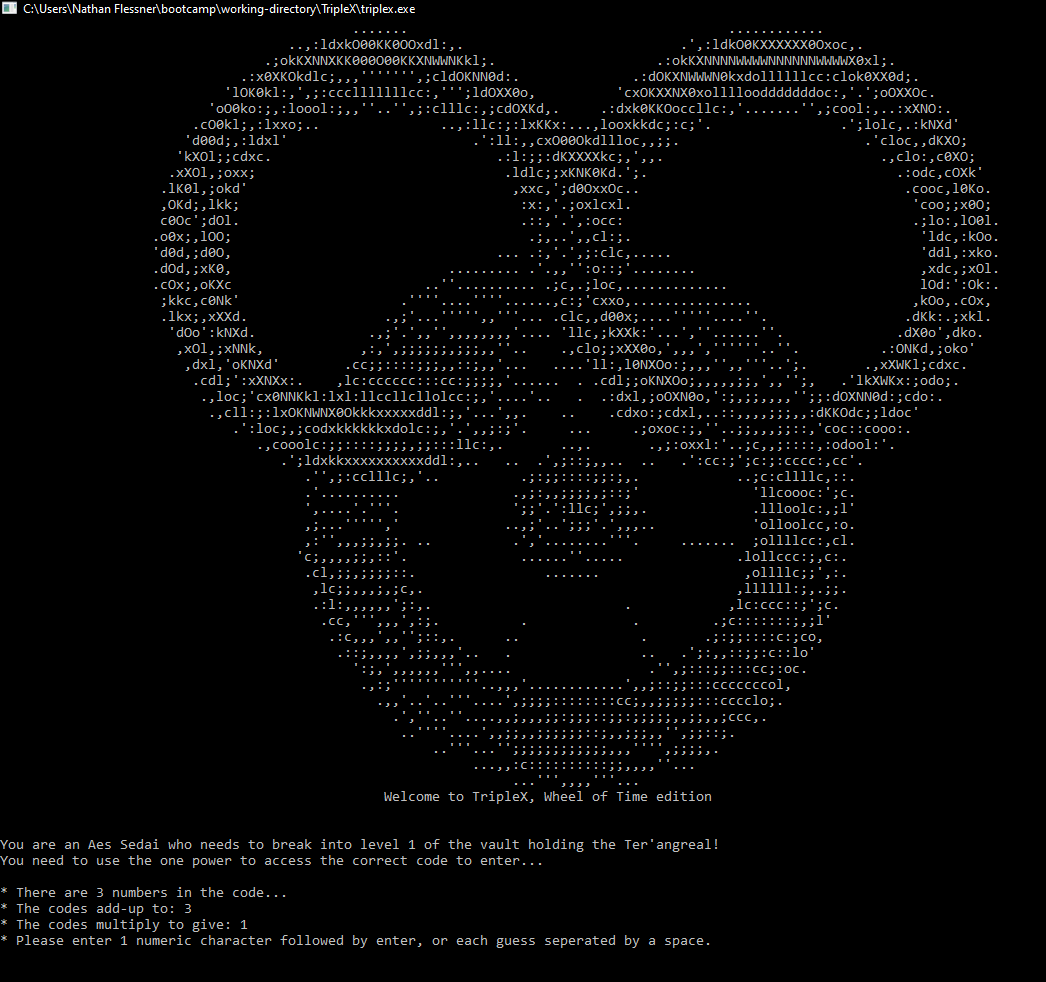 C:\Users\Nathan Flessner\bootcamp\working-directory\TripleX\triplex.exe
Welcome to TripleX, Wheel of Time edition
You are an Aes Sedai who needs to break into level 1 of the vault holding the Ter'angreal!
You need to use the one power to access the correct code to enter...
* There are 3 numbers in the code...
* The codes add-up to: 3
* The codes multiply to give: 1
* Please enter 1 numeric character followed by enter, or each guess seperated by a space.